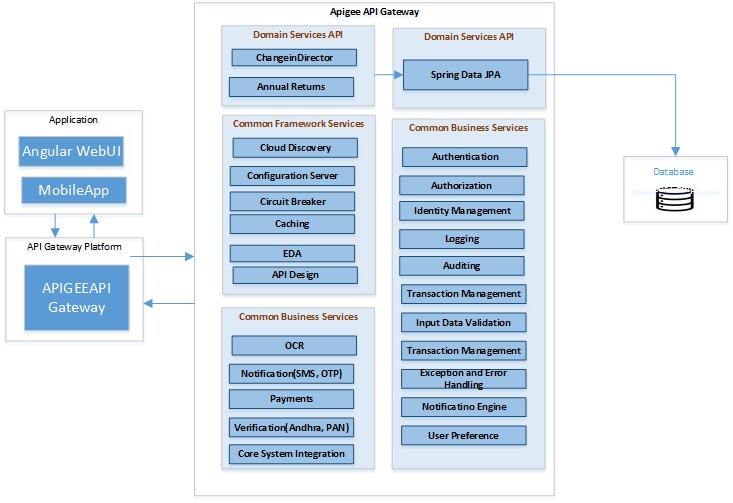 Apigee API Gateway
Domain Services API
ChangeinDirector
Annual Returns
Domain Services API
Spring Data JPA
Application
Angular WebUI
MobileApp
API Gateway Platform
APIGEEAPI
Gateway
Common Framework Services
Cloud Discovery
Configuration Server
Circuit Breaker
Caching
EDA
API Design
Common Business Services
OCR
Notification(SMS, OTP)
Payments
Verification(Andhra, PAN)
Core System Integration
Common Business Services
Authentication
Authorization
Identity Management
Logging
Auditing
Transaction Management
Input Data Validation
Transaction Management
Exception and Error
Handling
Notificatino Engine
User Preference
Database